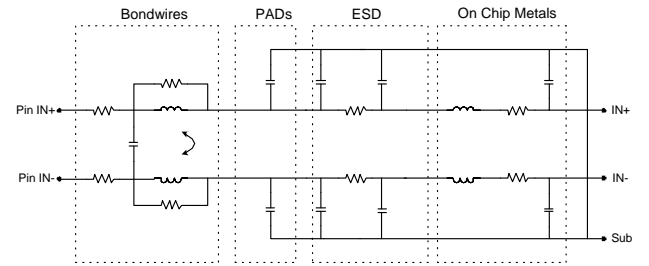 Bondwires PADs ESD On Chip Metals
Pin IN+ IN+
Pin IN- IN-
Sub